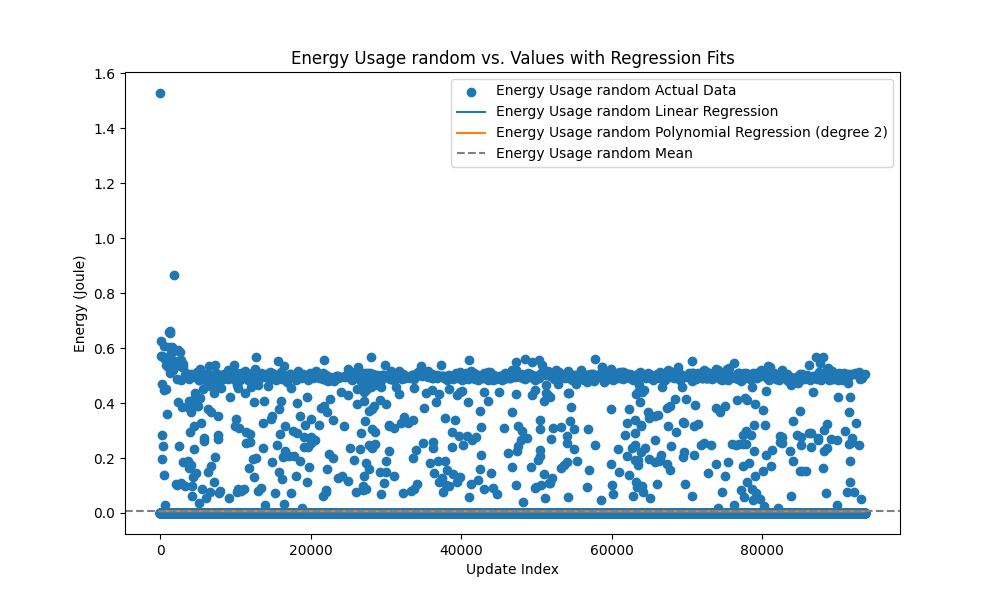 Energy Usage random vs. Values with Regression Fits
Energy Usage random Actual Data
Energy Usage random Linear Regression
Energy Usage random Polynomial Regression (degree 2)
Energy Usage random Mean
Energy (Joule)
1.6
1.4
1.2
1.0
0.8
0.6
0.4
0.2
0.0
0 20000 40000 60000 80000
Update Index